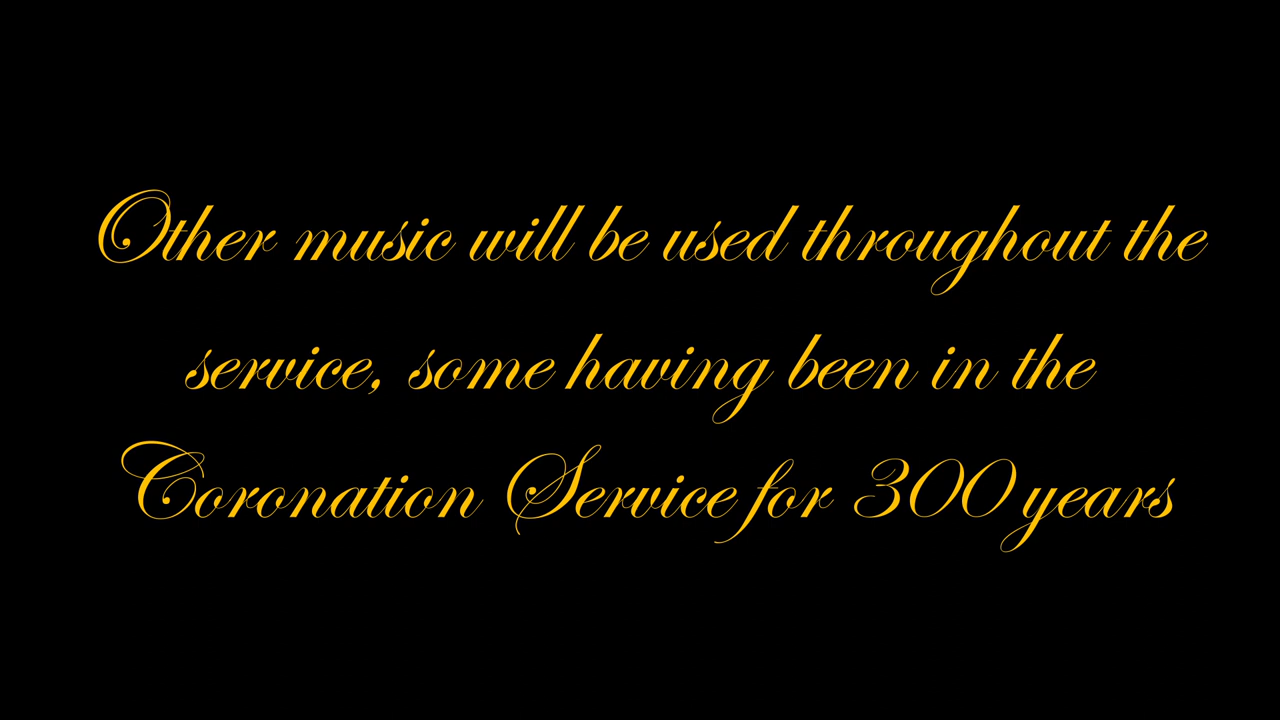 Other music will be used throughout the
service, some having been in the
Coronation Service for 300 years